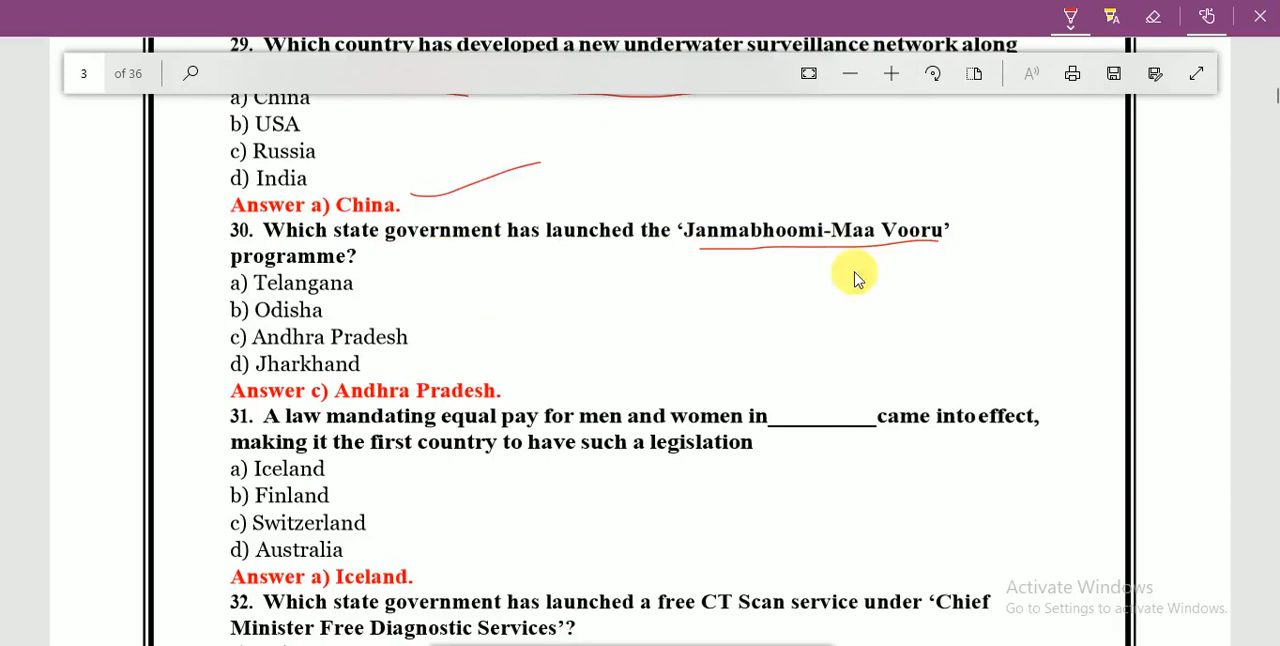 29. Which country has developed a new underwater surveillance network along
3 of 36
a) China
b) USA
c) Russia
d) India
Answer a) China.
30. Which state government has launched the ‘Janmabhoomi-Maa Vooru’
programme?
a) Telangana
b) Odisha
c) Andhra Pradesh
d) Jharkhand
Answer c) Andhra Pradesh.
31. A law mandating equal pay for men and women in_________came into effect,
making it the first country to have such a legislation
a) Iceland
b) Finland
c) Switzerland
d) Australia
Answer a) Iceland.
Activate Windows
Go to Settings to activate Windows.
32. Which state government has launched a free CT Scan service under ‘Chief
Minister Free Diagnostic Services’?